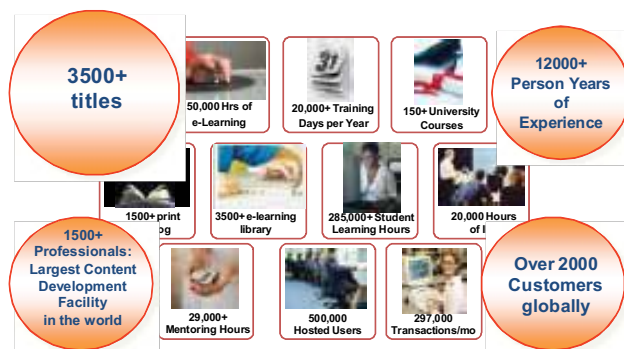 3500+
titles
50,000 Hrs of
e-Learning
20,000+ Training
Days per Year
31
150+ University
Courses
12000+
Person Years
of
Experience
1500+ print
og
3500+ e-learning
library
285,000+ Student
Learning Hours
20,000 Hours
of I
1500+
Professionals:
Largest Content
Development
Facility
in the world
29,000+
Mentoring Hours
500,000
Hosted Users
297,000
Transactions/mo
Over 2000
Customers
globally